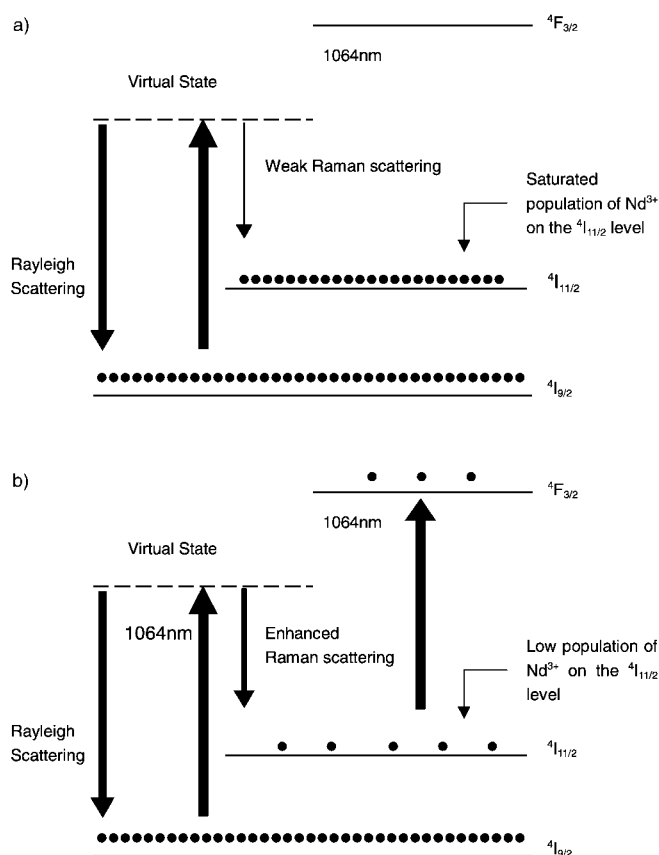 a)
⁴F₃/₂
1064nm
Virtual State
Weak Raman scattering
Saturated
population of Nd³⁺
on the ⁴I₁₁/₂ level
Rayleigh
Scattering
⁴I₁₁/₂
⁴I₉/₂
b)
⁴F₃/₂
1064nm
Virtual State
1064nm
Enhanced
Raman scattering
Low population of
Nd³⁺ on the ⁴I₁₁/₂
level
Rayleigh
Scattering
⁴I₁₁/₂
⁴I₉/₂